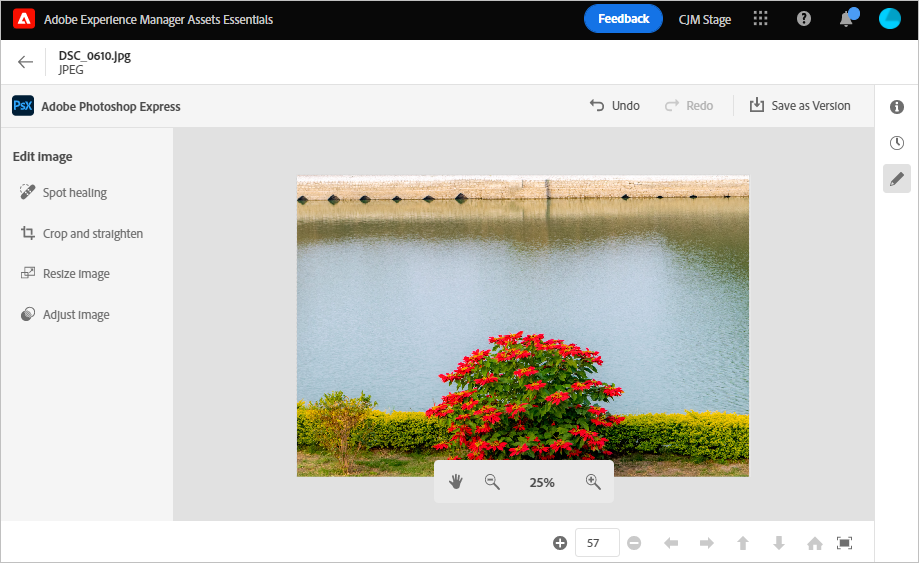 Adobe Experience Manager Assets Essentials
Feedback
CJM Stage
DSC_0610.jpg
JPEG
PsX
Adobe Photoshop Express
Undo
Redo
Save as Version
Edit image
Spot healing
Crop and straighten
Resize image
Adjust image
25%
57